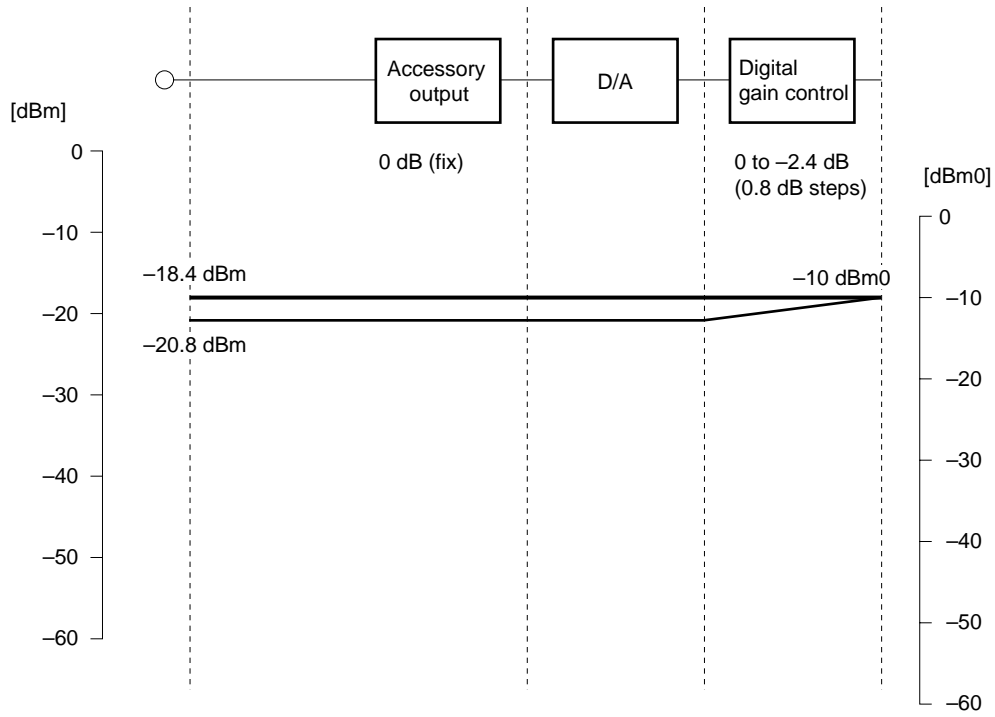 Accessory
output
D/A
Digital
gain control
[dBm]
0 dB (fix)
0 to –2.4 dB
(0.8 dB steps)
[dBm0]
0
–10
–20
–30
–40
–50
–60
–18.4 dBm
–10 dBm0
–20.8 dBm
0
–10
–20
–30
–40
–50
–60